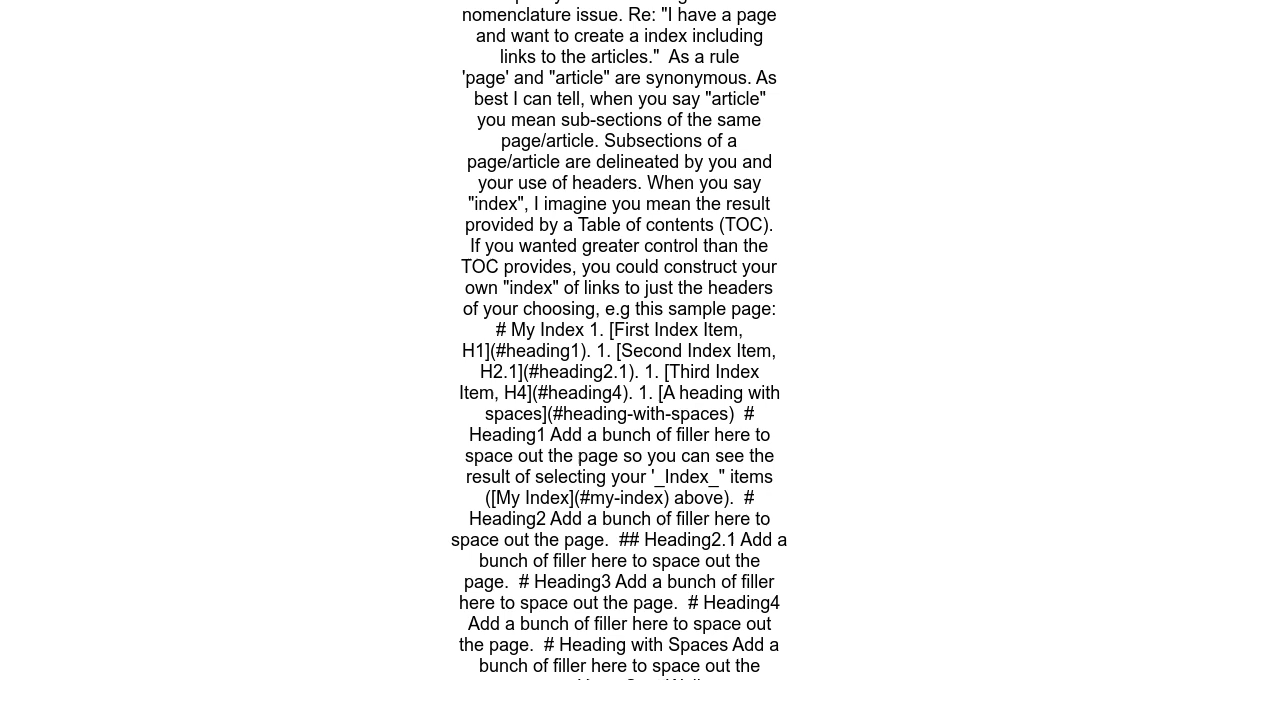 nomenclature issue. Re: "I have a page
and want to create a index including
links to the articles."  As a rule
'page' and "article" are synonymous. As
best I can tell, when you say "article"
you mean sub-sections of the same
page/article. Subsections of a
page/article are delineated by you and
your use of headers. When you say
"index", I imagine you mean the result
provided by a Table of contents (TOC).
If you wanted greater control than the
TOC provides, you could construct your
own "index" of links to just the headers
of your choosing, e.g this sample page:
# My Index 1. [First Index Item,
H1](#heading1). 1. [Second Index Item,
H2.1](#heading2.1). 1. [Third Index
Item, H4](#heading4). 1. [A heading with
spaces](#heading-with-spaces)  #
Heading1 Add a bunch of filler here to
space out the page so you can see the
result of selecting your '_Index_" items
([My Index](#my-index) above).  #
Heading2 Add a bunch of filler here to
space out the page.  ## Heading2.1 Add a
bunch of filler here to space out the
page.  # Heading3 Add a bunch of filler
here to space out the page.  # Heading4
Add a bunch of filler here to space out
the page.  # Heading with Spaces Add a
bunch of filler here to space out the